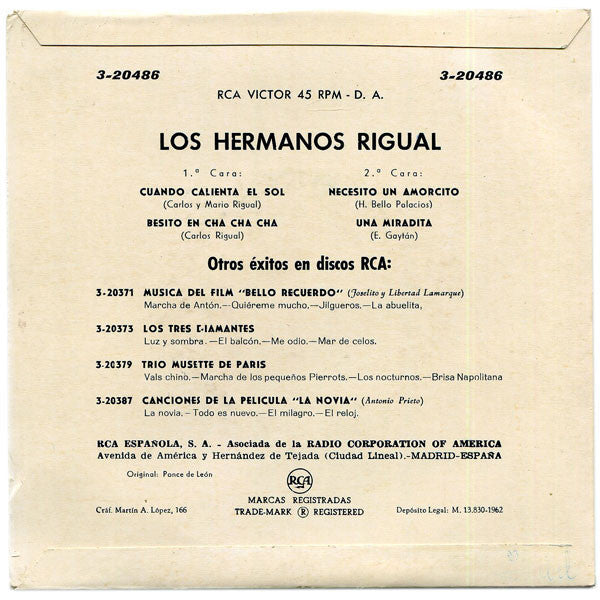 3-20486 3-20486
RCA VICTOR 45 RPM - D. A.
LOS HERMANOS RIGUAL
1.ª Cara: 2.ª Cara:
CUANDO CALIENTA EL SOL NECESITO UN AMORCITO
(Carlos y Mario Rigual) (H. Bello Palacios)
BESITO EN CHA CHA CHA UNA MIRADITA
(Carlos Rigual) (E. Gaytán)
Otros éxitos en discos RCA:
3-20371 MUSICA DEL FILM "BELLO RECUERDO" (Joselito y Libertad Lamarque)
Marcha de Antón.—Quiéreme mucho.—Jilgueros.—La abuelita,
3-20373 LOS TRES DIAMANTES
Luz y sombra.—El balcón.—Me odio.—Mar de celos.
3-20379 TRIO MUSETTE DE PARIS
Vals chino.—Marcha de los pequeños Pierrots.—Los nocturnos.—Brisa Napolitana
3-20387 CANCIONES DE LA PELICULA "LA NOVIA" (Antonio Prieto)
La novia.—Todo es nuevo.—El milagro.—El reloj.
RCA ESPAÑOLA, S. A. - Asociada de la RADIO CORPORATION OF AMERICA
Avenida de América y Hernández de Tejada (Ciudad Lineal).-MADRID-ESPAÑA
Original: Ponce de León
RCA
MARCAS REGISTRADAS
Gráf. Martín A. López, 166 TRADE-MARK ® REGISTERED Depósito Legal: M. 13.830-1962